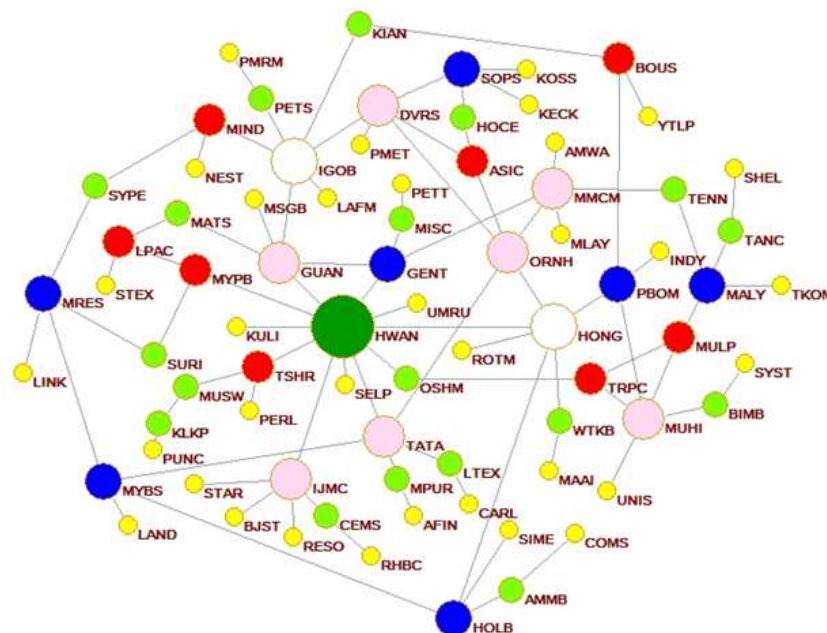 KIAN
PMRM
BOUS
SOPS
KOSS
PETS
DVRS
KECK
YTLP
MIND
HOCE
PMET
AMWA
IGOB
ASIC
NEST
SHEL
SYPE
MSGB
LAFM
PETT
MMCM
TENN
MATS
MISC
MLAY
TANC
LPAC
INDY
GUAN
GENT
ORNH
MYPB
STEX
PBOM
MALY
TKOM
MRES
UMRU
KULI
HWAN
HONG
ROTM
MULP
SURI
TSHR
SYST
LINK
MUSW
SELP
OSHM
TRPC
PERL
BIMB
KLKP
WTKB
MUHI
PUNC
TATA
LTEX
MAAI
MYBS
STAR
IJMC
MPUR
UNIS
CARL
LAND
BJST
CEMS
AFIN
RESO
SIME
COMS
RHBC
AMMB
HOLB